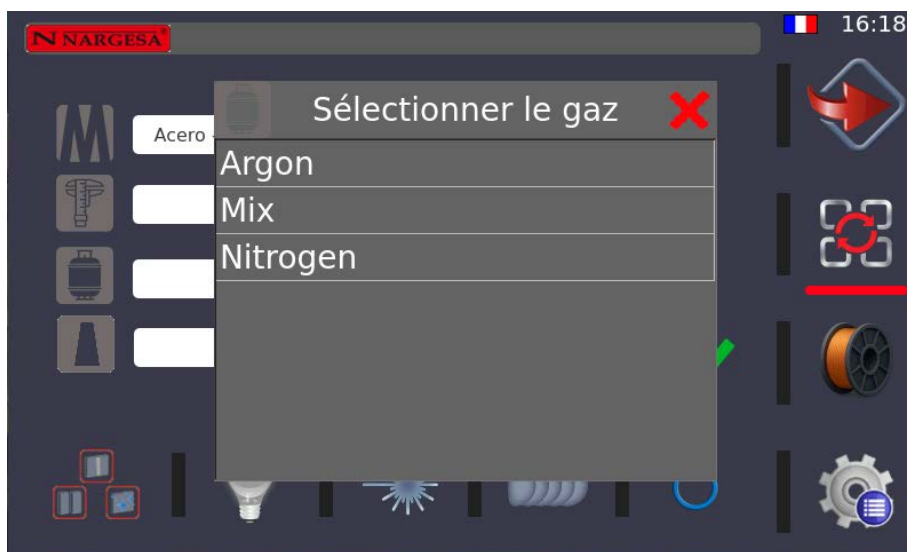 N NARGESA
16:18
Sélectionner le gaz
Acero
Argon
Mix
Nitrogen